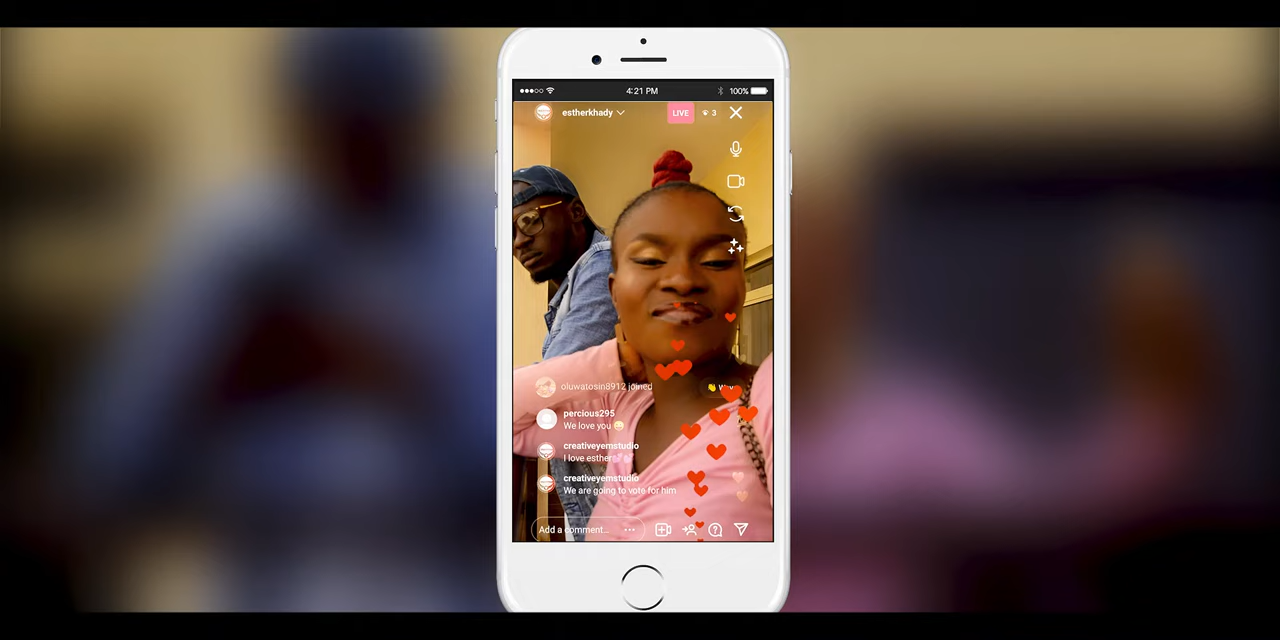 4:21 PM
100%
estherkhady
LIVE
3
oluwatosin8912 joined
percious295
We love you 😄
creativeyemstudio
I love esther
creativeyemstudio
We are going to vote for him
Add a comment...